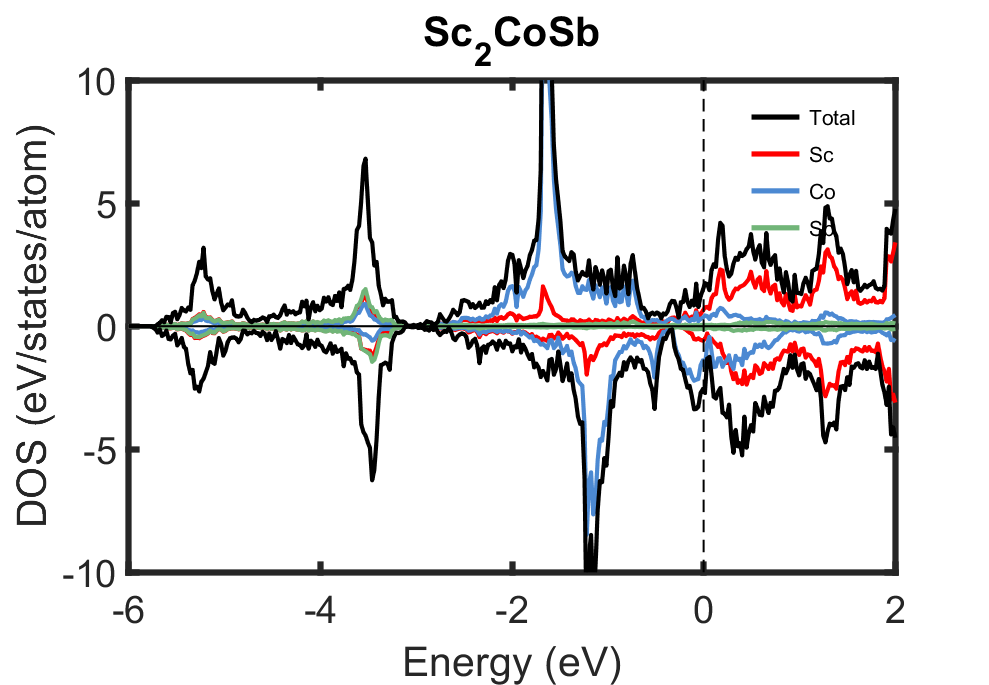 Sc2CoSb
DOS (eV/states/atom)
10
5
0
-5
-10
Total
Sc
Co
Sb
-6
-4
-2
0
2
Energy (eV)